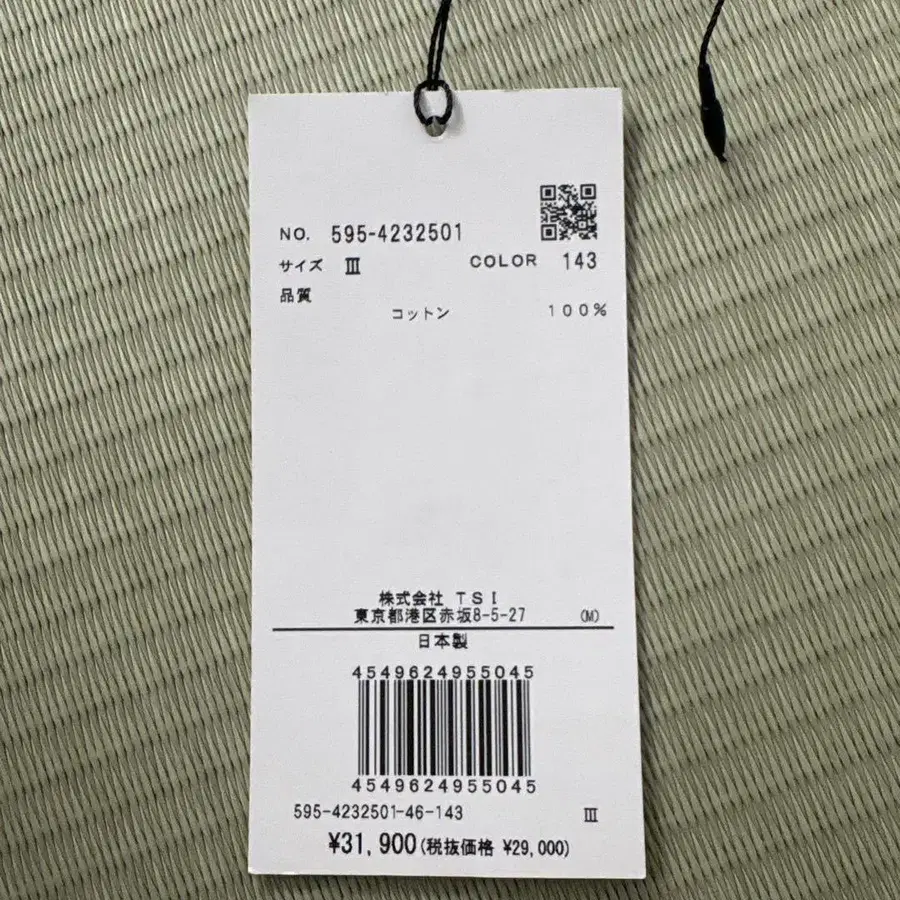 NO. 595-4232501
サイズ Ⅲ COLOR 143
品質
コットン 100%
株式会社 TSI
東京都港区赤坂8-5-27 (M)
日本製
4549624955045
4549624955045
595-4232501-46-143 Ⅲ
¥31,900(税抜価格 ¥29,000)